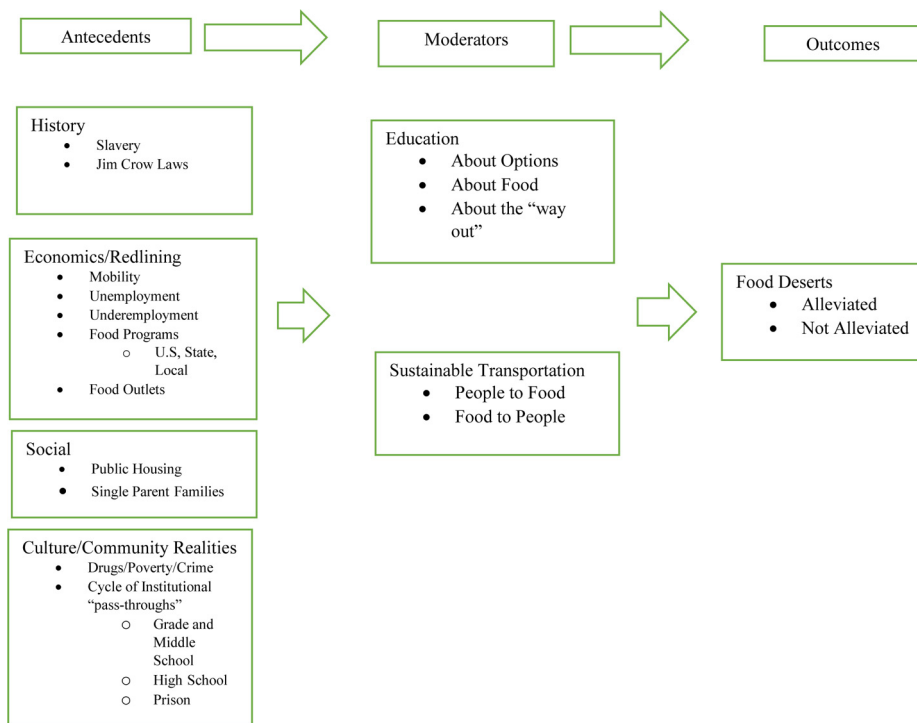 Antecedents
Moderators
Outcomes
History
• Slavery
• Jim Crow Laws
Economics/Redlining
• Mobility
• Unemployment
• Underemployment
• Food Programs
○ U.S, State,
Local
• Food Outlets
Social
• Public Housing
• Single Parent Families
Culture/Community Realities
• Drugs/Poverty/Crime
• Cycle of Institutional
“pass-throughs”
○ Grade and
Middle
School
○ High School
○ Prison
Education
• About Options
• About Food
• About the “way
out”
Sustainable Transportation
• People to Food
• Food to People
Food Deserts
• Alleviated
• Not Alleviated